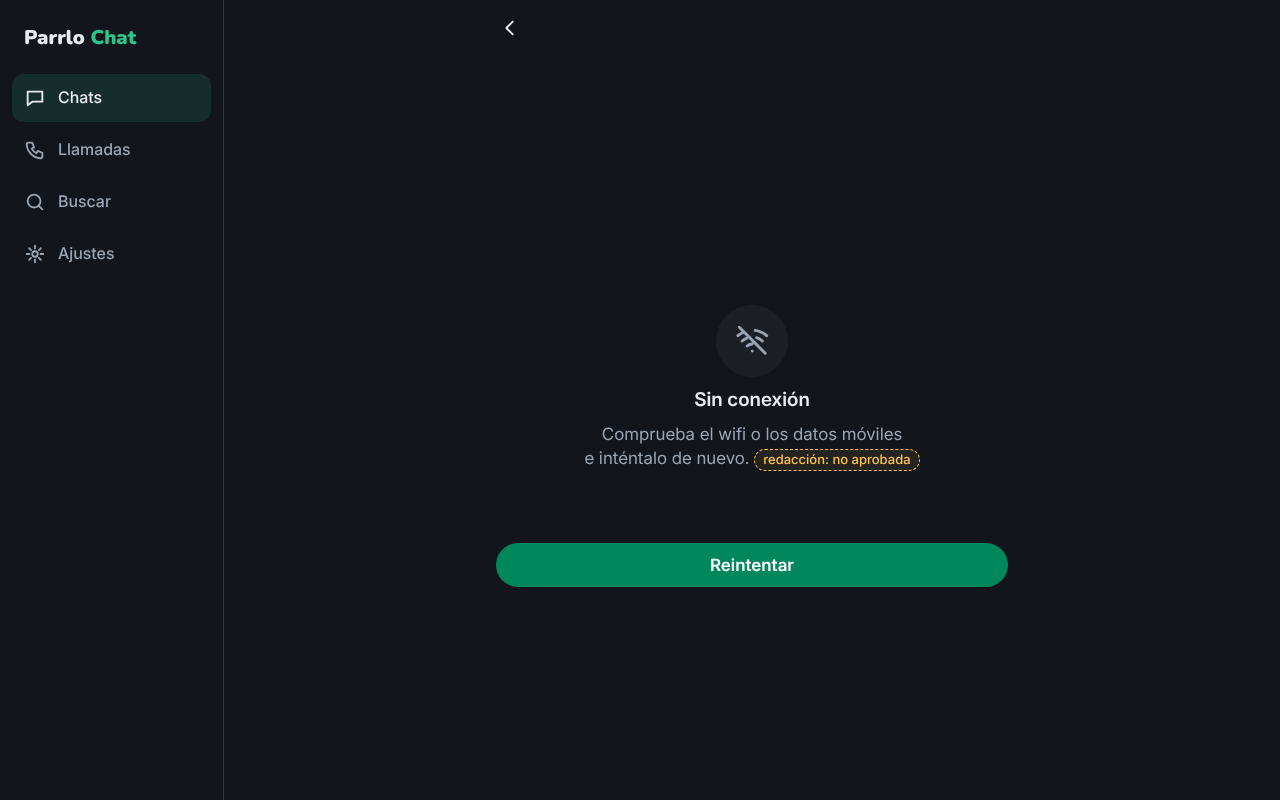 Parrlo Chat
Chats
Llamadas
Buscar
Ajustes
Sin conexión
Comprueba el wifi o los datos móviles
e inténtalo de nuevo. redacción: no aprobada
Reintentar